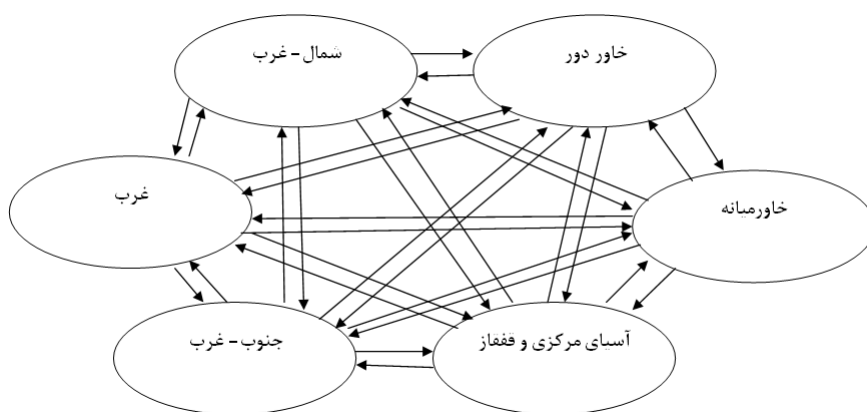 خاور دور
شمال - غرب
خاورمیانه
غرب
آسیای مرکزی و قفقاز
جنوب - غرب